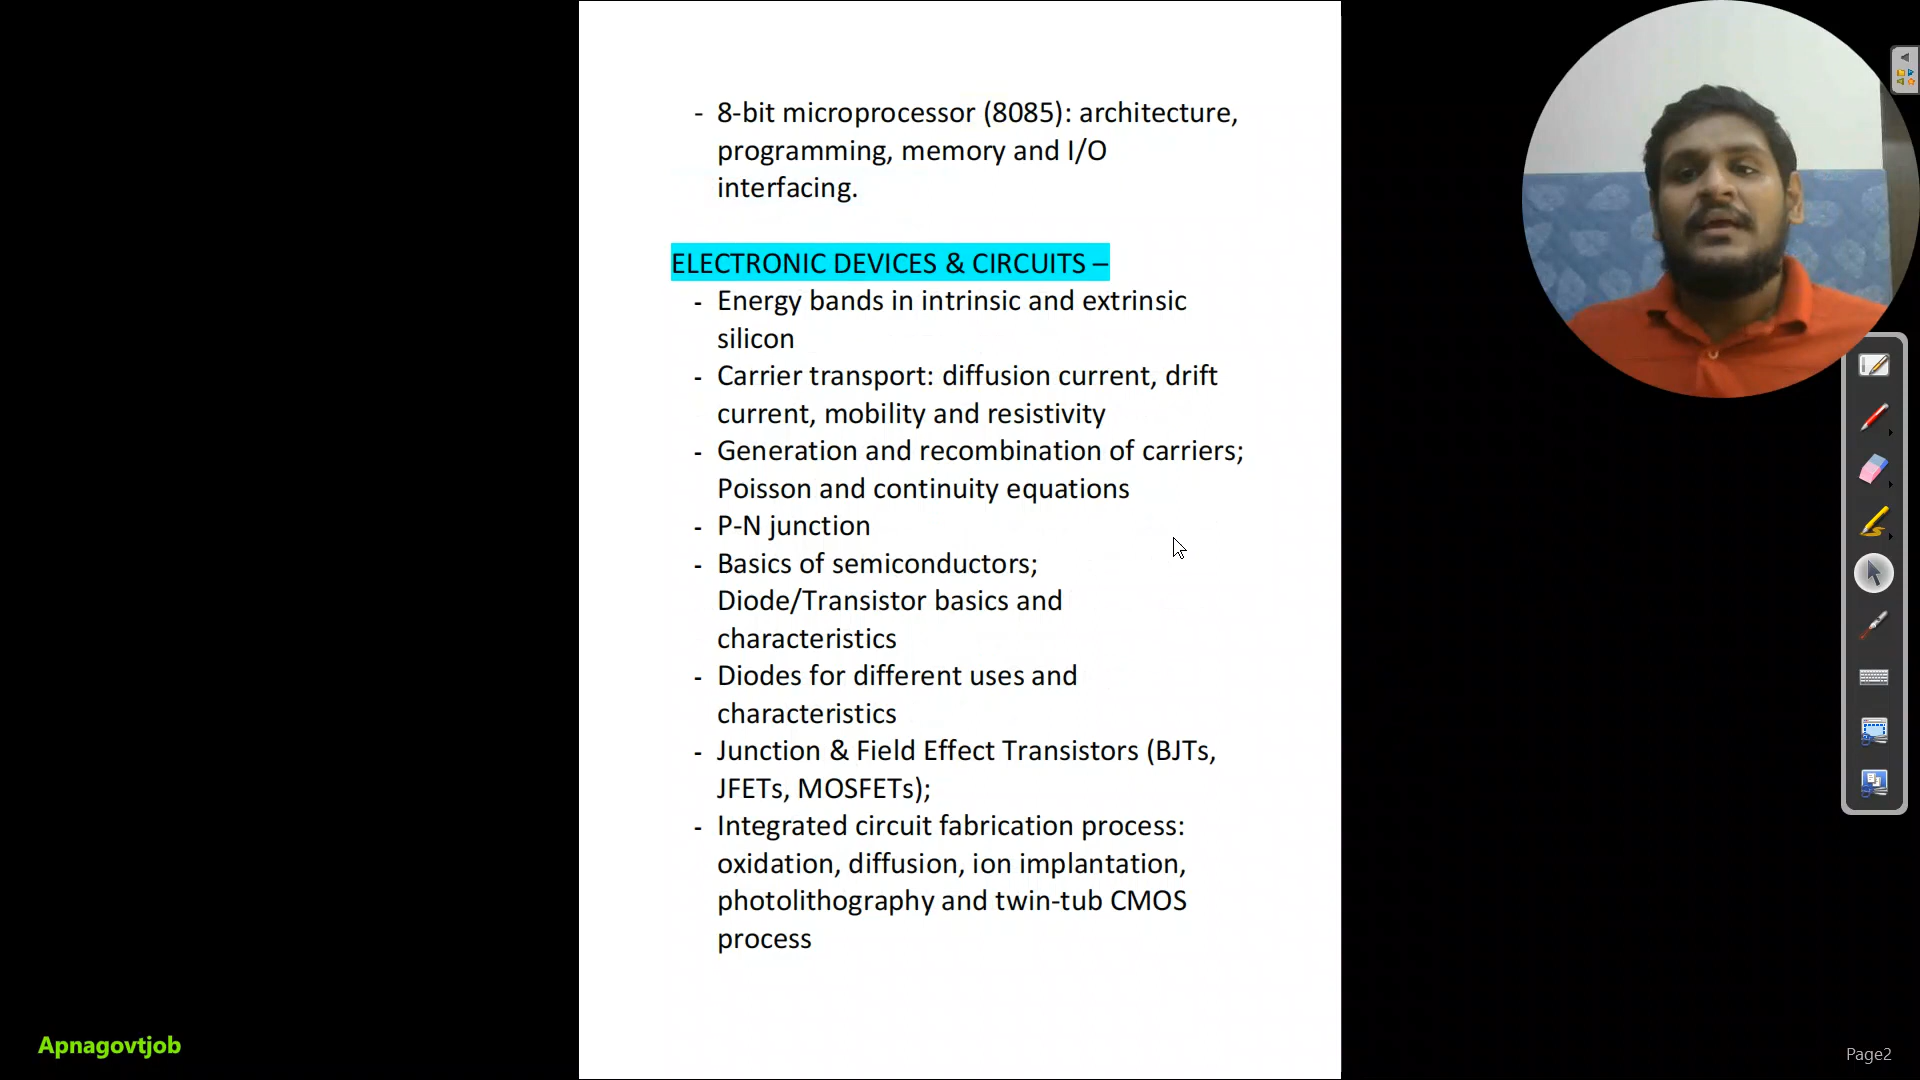 - 8-bit microprocessor (8085): architecture,
programming, memory and I/O
interfacing.
ELECTRONIC DEVICES & CIRCUITS –
- Energy bands in intrinsic and extrinsic
silicon
- Carrier transport: diffusion current, drift
current, mobility and resistivity
- Generation and recombination of carriers;
Poisson and continuity equations
- P-N junction
- Basics of semiconductors;
Diode/Transistor basics and
characteristics
- Diodes for different uses and
characteristics
- Junction & Field Effect Transistors (BJTs,
JFETs, MOSFETs);
- Integrated circuit fabrication process:
oxidation, diffusion, ion implantation,
photolithography and twin-tub CMOS
process
Apnagovtjob
Page2